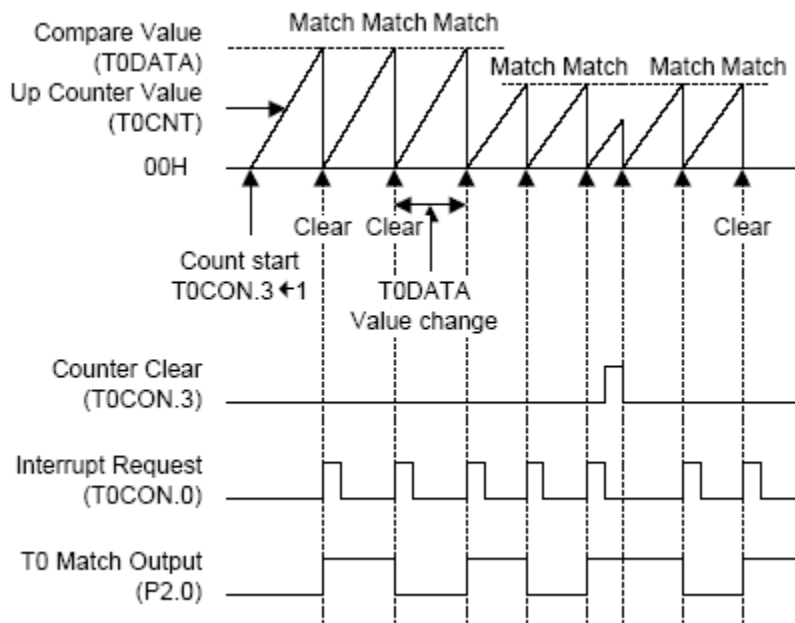 Match Match Match
Compare Value
(T0DATA)
Match Match Match Match
Up Counter Value
(T0CNT)
00H
Clear Clear Clear
Count start
T0CON.3 ←1
T0DATA
Value change
Counter Clear
(T0CON.3)
Interrupt Request
(T0CON.0)
T0 Match Output
(P2.0)